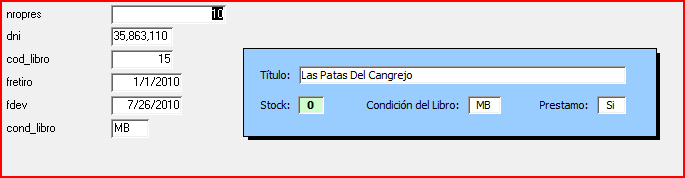 nropres 10
dni 35,863,110
cod_libro 15
fretiro 1/1/2010
fdev 7/26/2010
cond_libro MB
Título: Las Patas Del Cangrejo
Stock: 0 Condición del Libro: MB Prestamo: Si